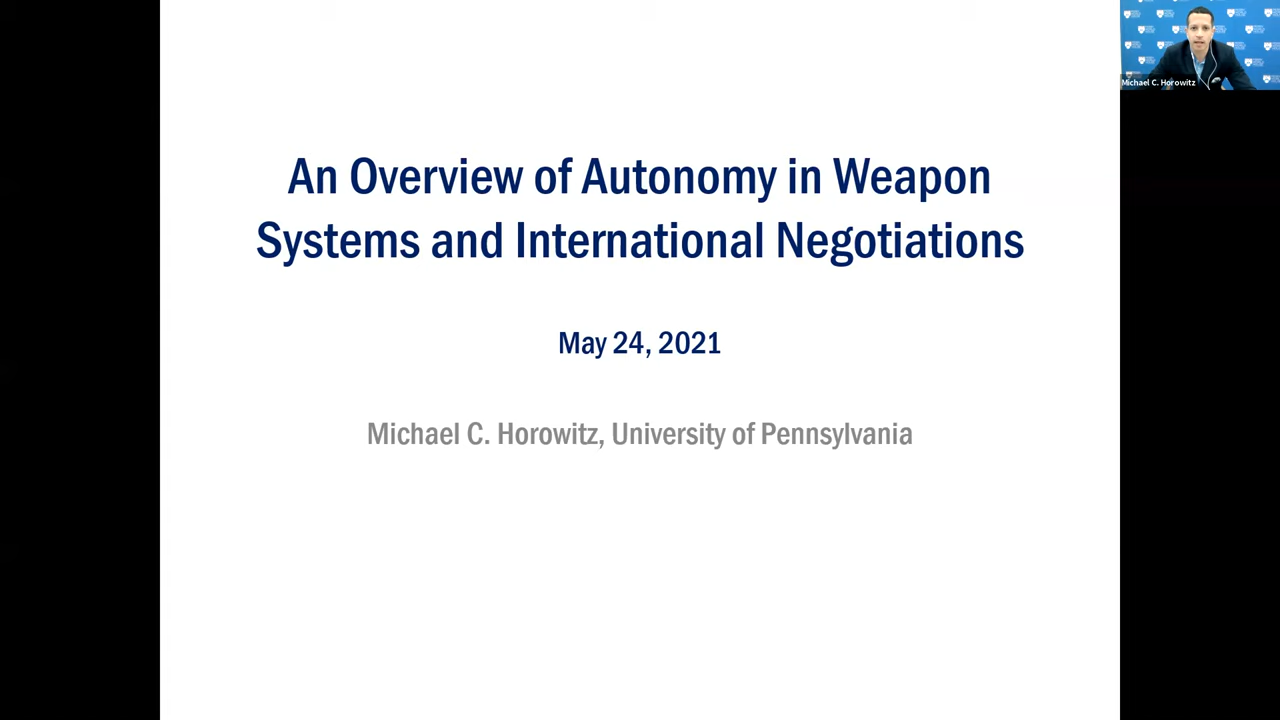 An Overview of Autonomy in Weapon
Systems and International Negotiations
May 24, 2021
Michael C. Horowitz, University of Pennsylvania
Michael C. Horowitz